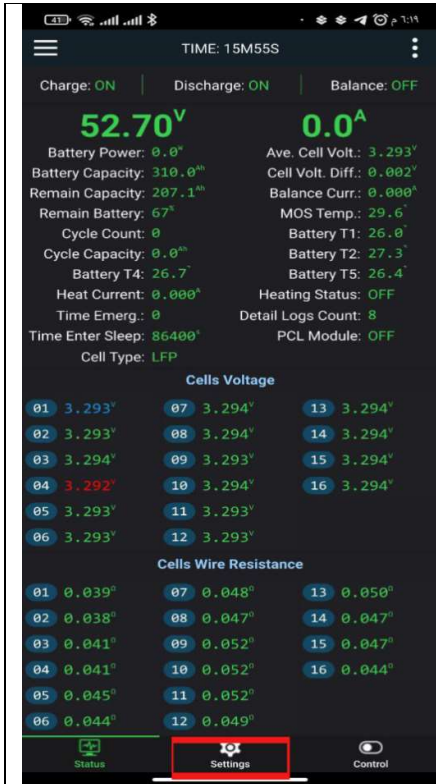 41 7:19 م
TIME: 15M55S
Charge: ON Discharge: ON Balance: OFF
52.70V 0.0A
Battery Power: 0.0W Ave. Cell Volt.: 3.293V
Battery Capacity: 310.0Ah Cell Volt. Diff.: 0.002V
Remain Capacity: 207.1Ah Balance Curr.: 0.000A
Remain Battery: 67% MOS Temp.: 29.6°
Cycle Count: 0 Battery T1: 26.0°
Cycle Capacity: 0.0Ah Battery T2: 27.3°
Battery T4: 26.7° Battery T5: 26.4°
Heat Current: 0.000A Heating Status: OFF
Time Emerg.: 0 Detail Logs Count: 8
Time Enter Sleep: 86400s PCL Module: OFF
Cell Type: LFP
Cells Voltage
01 3.293V 07 3.294V 13 3.294V
02 3.293V 08 3.294V 14 3.294V
03 3.294V 09 3.293V 15 3.294V
04 3.292V 10 3.294V 16 3.294V
05 3.293V 11 3.293V
06 3.293V 12 3.293V
Cells Wire Resistance
01 0.039Ω 07 0.048Ω 13 0.050Ω
02 0.038Ω 08 0.047Ω 14 0.047Ω
03 0.041Ω 09 0.052Ω 15 0.047Ω
04 0.041Ω 10 0.052Ω 16 0.044Ω
05 0.045Ω 11 0.052Ω
06 0.044Ω 12 0.049Ω
Status Settings Control